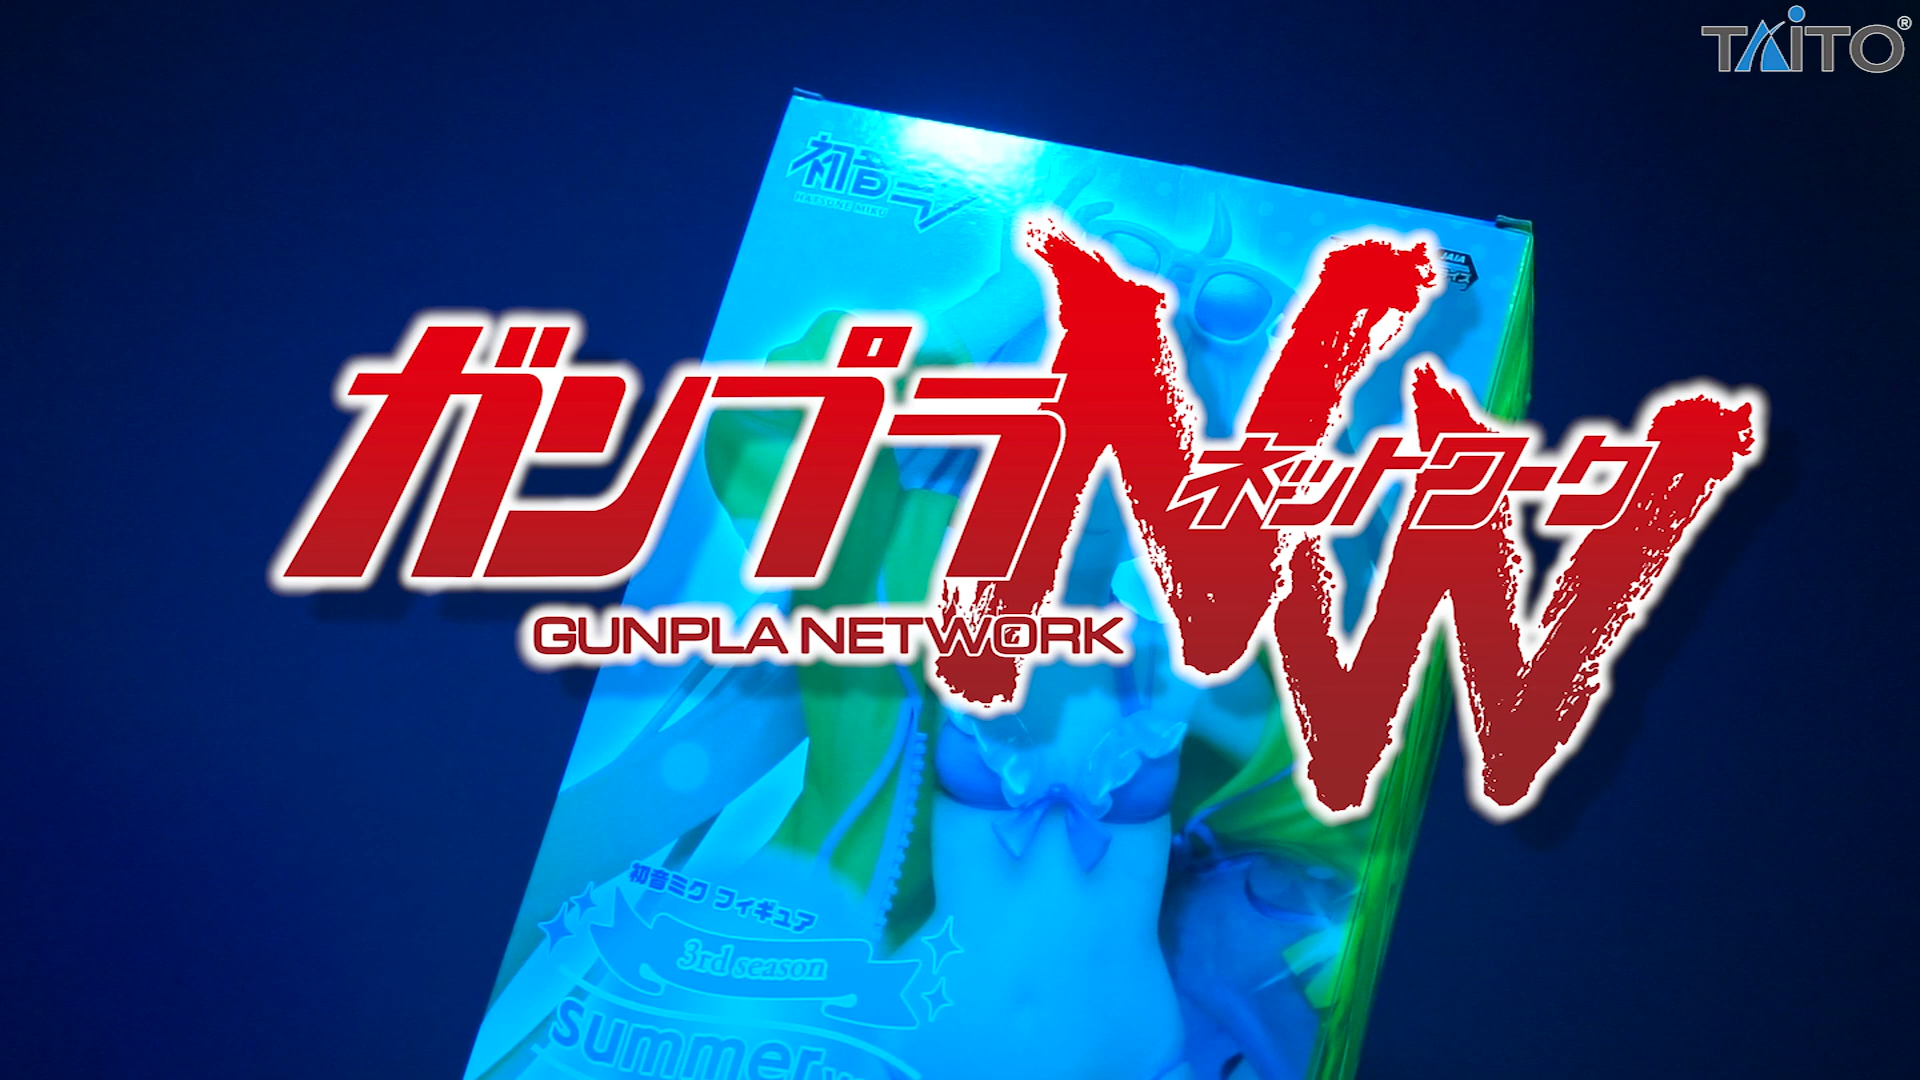 TAITO®
初音ミ
HATSUNE MIKU
ガンプラ
ネットワーク
NW
GUNPLA NETWORK
初音ミク フィギュア
3rd season
summer